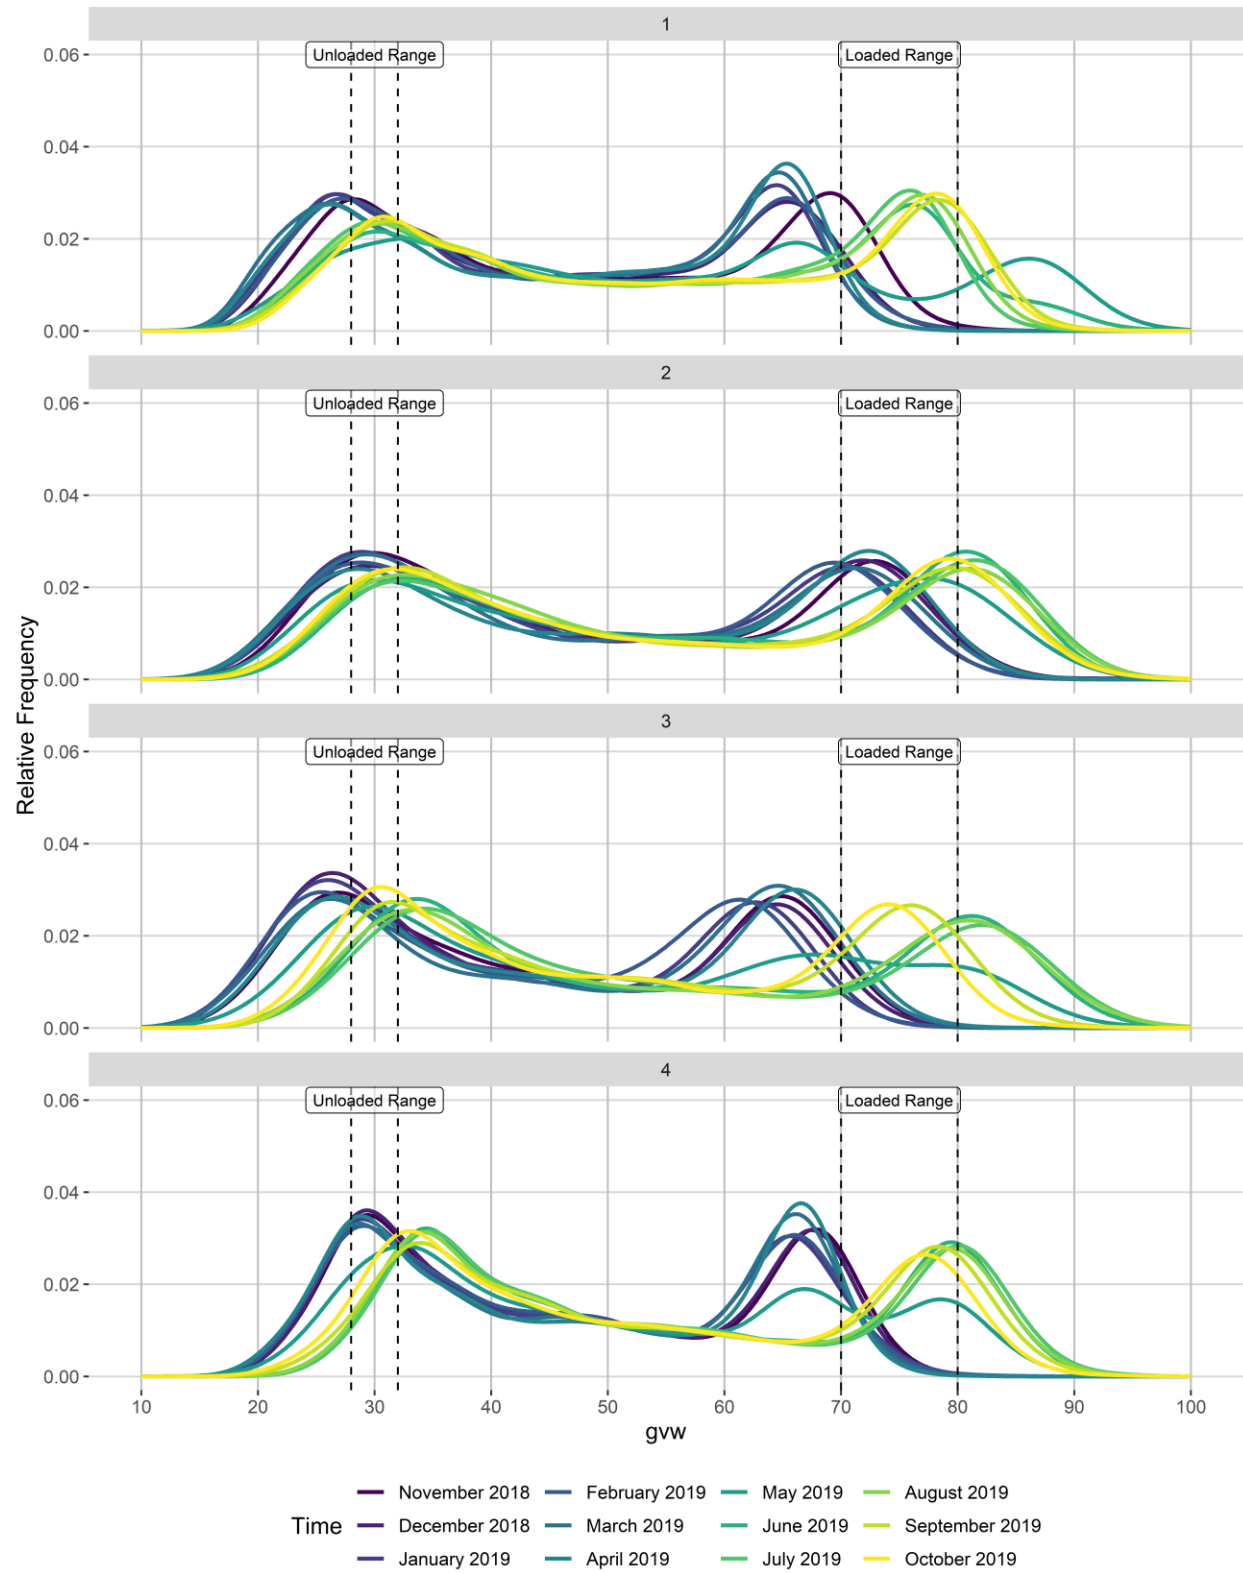 1
Unloaded Range Loaded Range
0.06
0.04
0.02
0.00
2
Unloaded Range Loaded Range
0.06
0.04
0.02
0.00
3
Unloaded Range Loaded Range
0.06
0.04
0.02
0.00
4
Unloaded Range Loaded Range
0.06
0.04
0.02
0.00
Relative Frequency
10 20 30 40 50 60 70 80 90 100
gvw
Time
November 2018 February 2019 May 2019 August 2019
December 2018 March 2019 June 2019 September 2019
January 2019 April 2019 July 2019 October 2019